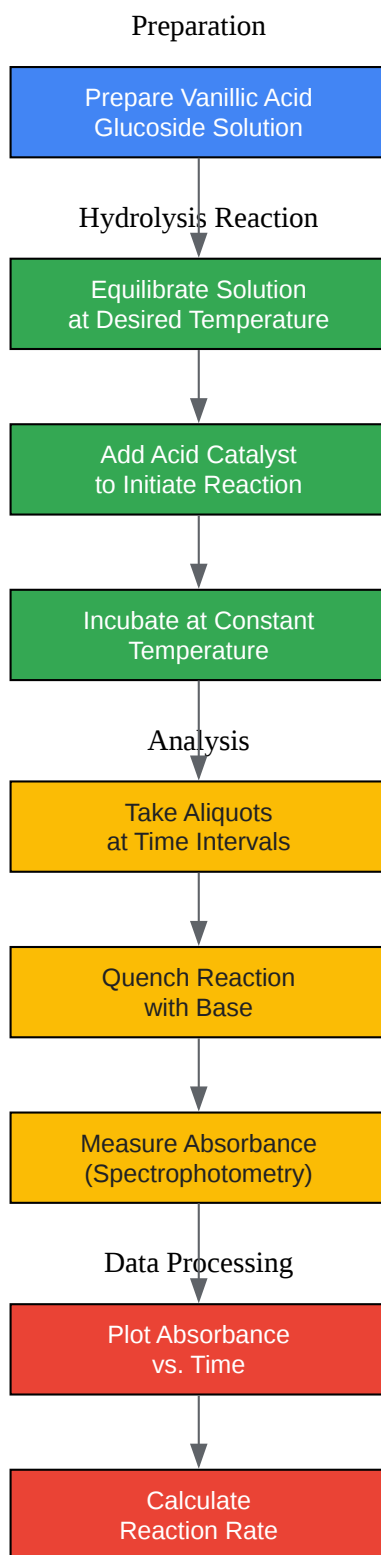 Preparation
Prepare Vanillic Acid
Glucoside Solution
Hydrolysis Reaction
Equilibrate Solution
at Desired Temperature
Add Acid Catalyst
to Initiate Reaction
Incubate at Constant
Temperature
Analysis
Take Aliquots
at Time Intervals
Quench Reaction
with Base
Measure Absorbance
(Spectrophotometry)
Data Processing
Plot Absorbance
vs. Time
Calculate
Reaction Rate